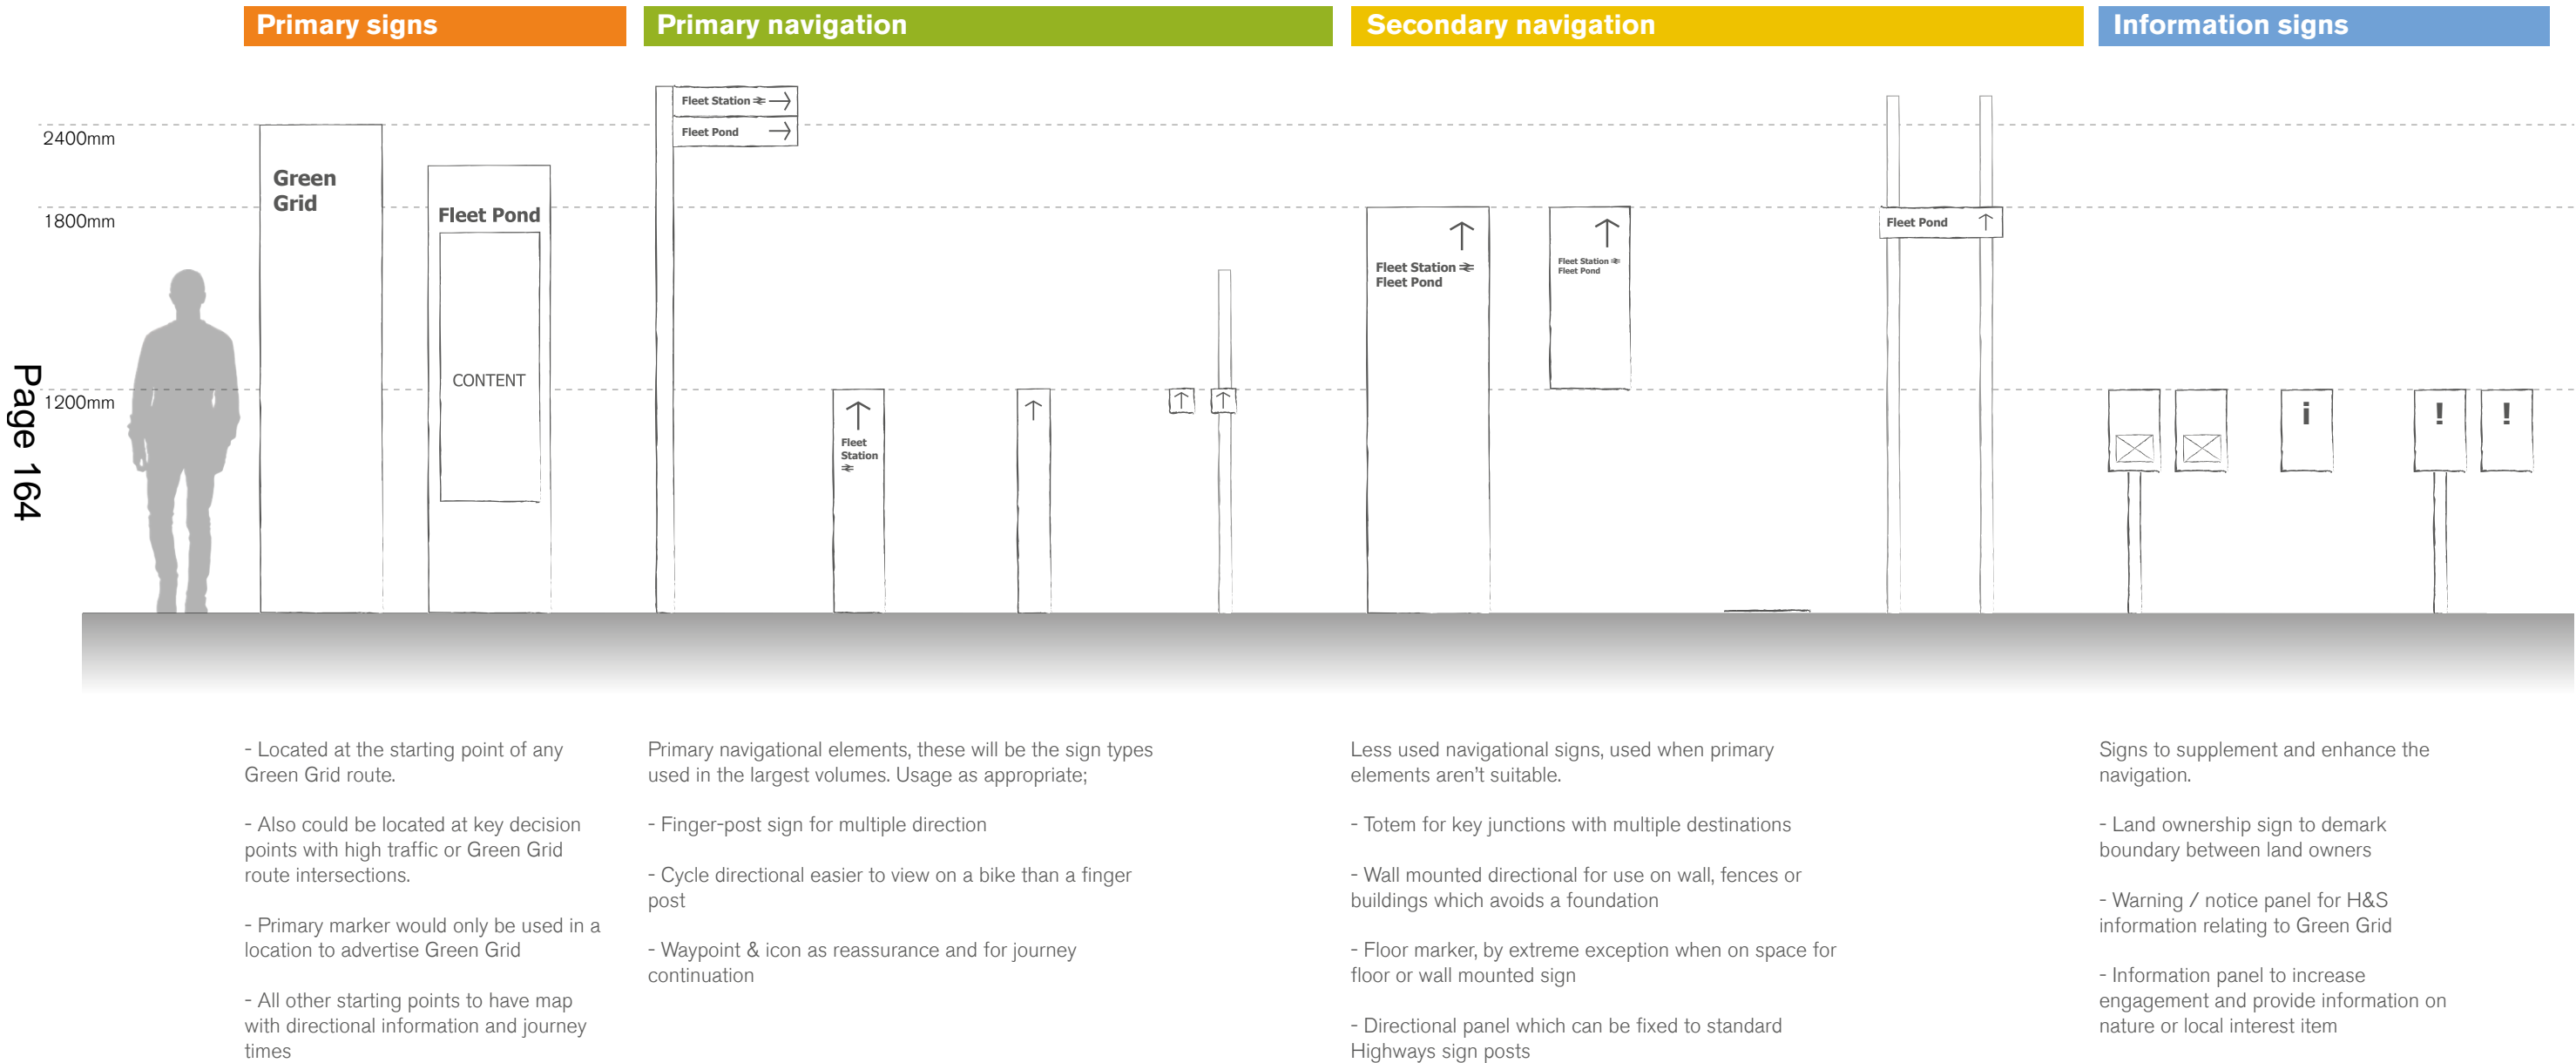 Primary signs
Primary navigation
Secondary navigation
Information signs
2400mm
1800mm
1200mm
Page 164
Green
Grid
Fleet Pond
CONTENT
Fleet Station →
Fleet Pond →
↑
Fleet
Station
↑
↑
↑
↑
Fleet Station
Fleet Pond
↑
Fleet Station
Fleet Pond
Fleet Pond ↑
i
!
!
- Located at the starting point of any
Green Grid route.
- Also could be located at key decision
points with high traffic or Green Grid
route intersections.
- Primary marker would only be used in a
location to advertise Green Grid
- All other starting points to have map
with directional information and journey
times
Primary navigational elements, these will be the sign types
used in the largest volumes. Usage as appropriate;
- Finger-post sign for multiple direction
- Cycle directional easier to view on a bike than a finger
post
- Waypoint & icon as reassurance and for journey
continuation
Less used navigational signs, used when primary
elements aren't suitable.
- Totem for key junctions with multiple destinations
- Wall mounted directional for use on wall, fences or
buildings which avoids a foundation
- Floor marker, by extreme exception when on space for
floor or wall mounted sign
- Directional panel which can be fixed to standard
Highways sign posts
Signs to supplement and enhance the
navigation.
- Land ownership sign to demark
boundary between land owners
- Warning / notice panel for H&S
information relating to Green Grid
- Information panel to increase
engagement and provide information on
nature or local interest item